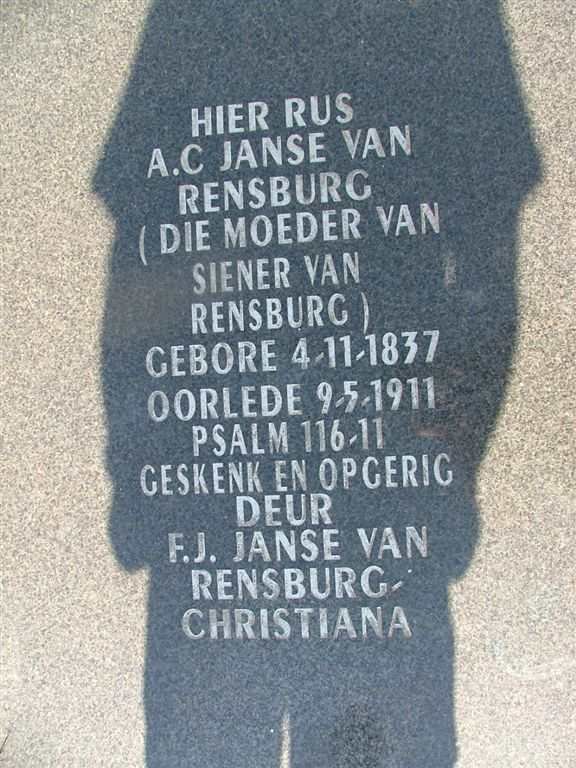 HIER RUS
A.C JANSE VAN
RENSBURG
( DIE MOEDER VAN
SIENER VAN
RENSBURG )
GEBORE 4-11-1837
OORLEDE 9-5-1911
PSALM 116-11
GESKENK EN OPGERIG
DEUR
F.J. JANSE VAN
RENSBURG-
CHRISTIANA